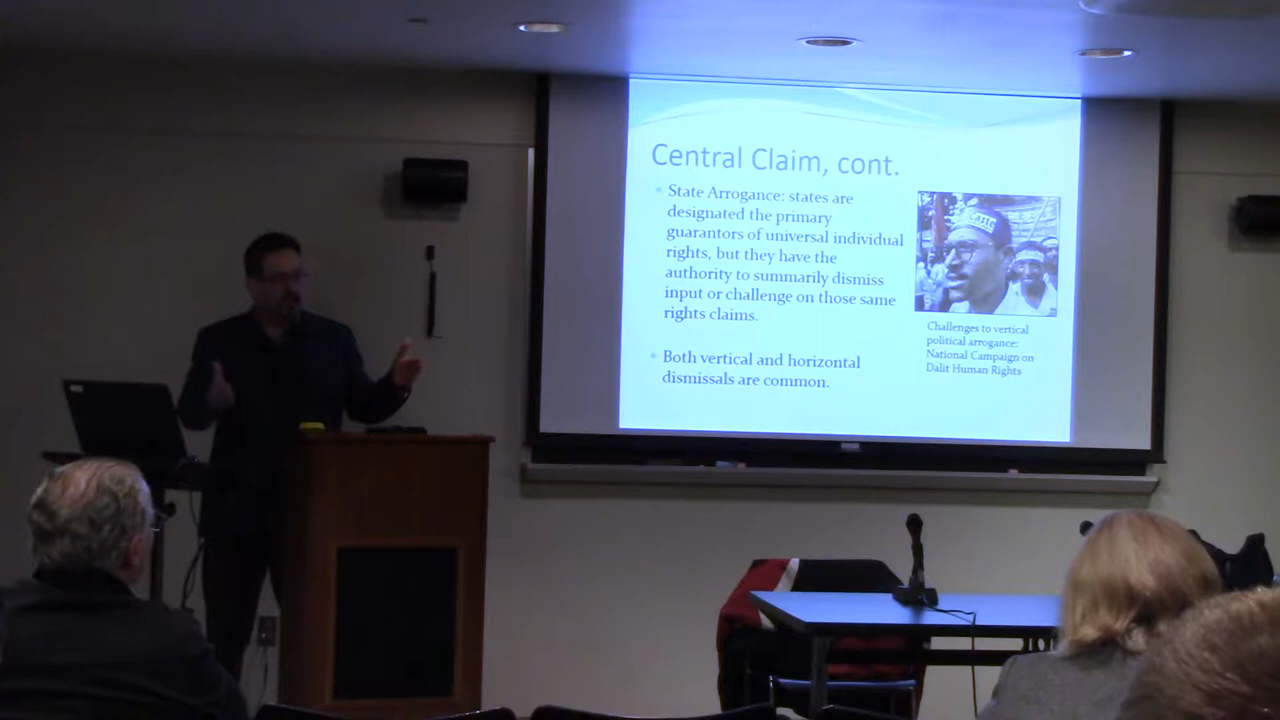 Central Claim, cont.
State Arrogance: states are
designated the primary
guarantors of universal individual
rights, but they have the
authority to summarily dismiss
input or challenge on those same
rights claims.
Both vertical and horizontal
dismissals are common.
Challenges to vertical
political arrogance:
National Campaign on
Dalit Human Rights